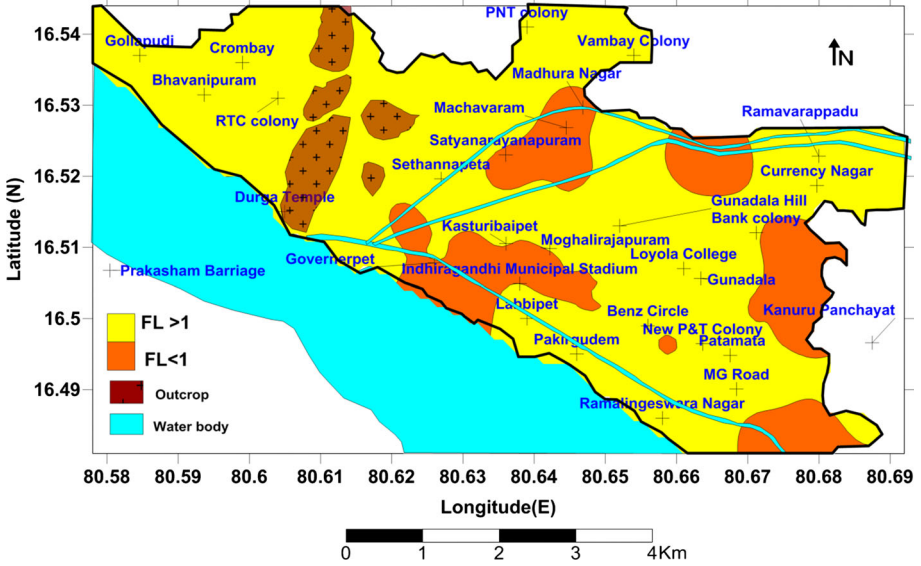 PNT colony
16.54
Gollapudi
Crombay
Vambay Colony
N
Bhavanipuram
Madhura Nagar
16.53
RTC colony
Machavaram
Ramavarappadu
Satyanarayanapuram
16.52
Sethannapeta
Currency Nagar
Durga Temple
Gunadala Hill
Bank colony
Kasturibaipet
16.51
Moghalirajapuram
Governerpet
Loyola College
Prakasham Barriage
Indhiragandhi Municipal Stadium
Gunadala
Labbipet
Benz Circle
Kanuru Panchayat
16.5
FL >1
New P&T Colony
Pakirgudem
Patamata
FL<1
MG Road
16.49
Outcrop
Ramalingeswara Nagar
Water body
Latitude (N)
80.58 80.59 80.6 80.61 80.62 80.63 80.64 80.65 80.66 80.67 80.68 80.69
Longitude(E)
0 1 2 3 4Km